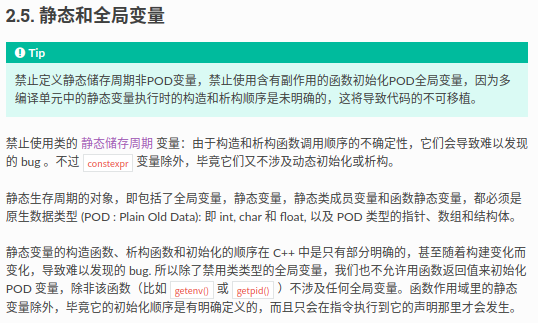 2.5. 静态和全局变量
Tip
禁止定义静态储存周期非POD变量，禁止使用含有副作用的函数初始化POD全局变量，因为多
编译单元中的静态变量执行时的构造和析构顺序是未明确的，这将导致代码的不可移植。
禁止使用类的 静态储存周期 变量：由于构造和析构函数调用顺序的不确定性，它们会导致难以发现
的 bug 。不过 constexpr 变量除外，毕竟它们又不涉及动态初始化或析构。
静态生存周期的对象，即包括了全局变量，静态变量，静态类成员变量和函数静态变量，都必须是
原生数据类型 (POD : Plain Old Data): 即 int, char 和 float, 以及 POD 类型的指针、数组和结构体。
静态变量的构造函数、析构函数和初始化的顺序在 C++ 中是只有部分明确的，甚至随着构建变化而
变化，导致难以发现的 bug. 所以除了禁用类类型的全局变量，我们也不允许用函数返回值来初始化
POD 变量，除非该函数（比如 getenv() 或 getpid() ）不涉及任何全局变量。函数作用域里的静态
变量除外，毕竟它的初始化顺序是有明确定义的，而且只会在指令执行到它的声明那里才会发生。